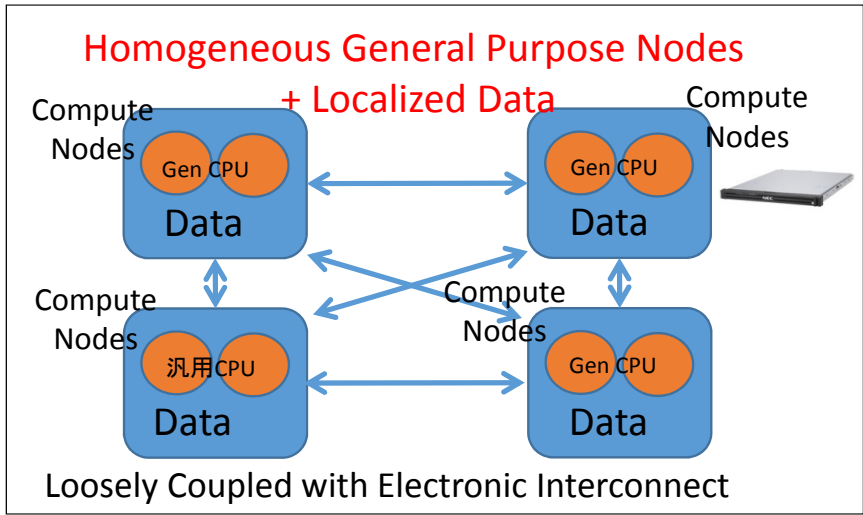 Homogeneous General Purpose Nodes
+ Localized Data
Compute
Nodes
Gen CPU
Data
Compute
Nodes
Gen CPU
Data
NEC
Compute
Nodes
汎用CPU
Data
Compute
Nodes
Gen CPU
Data
Loosely Coupled with Electronic Interconnect